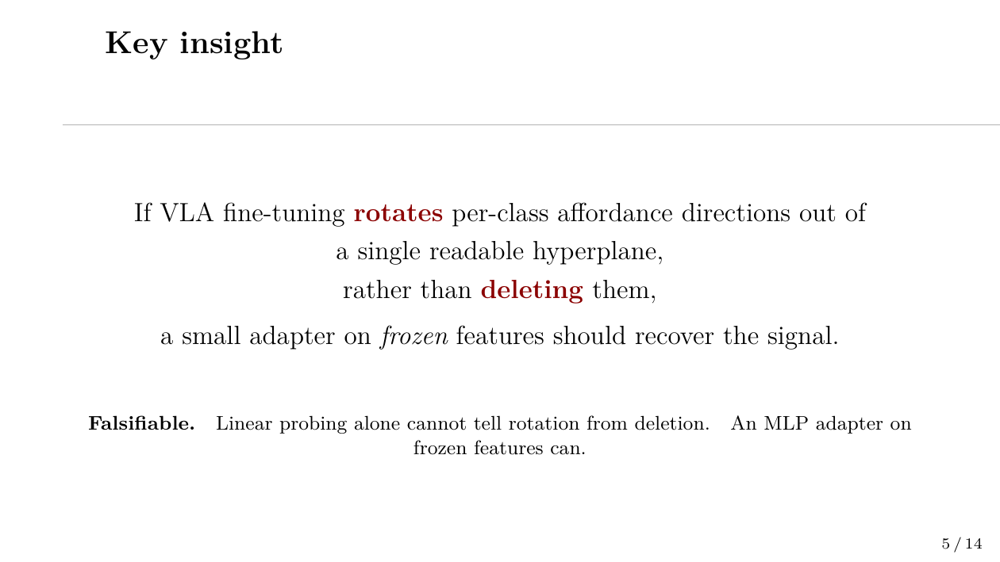 Key insight
If VLA fine-tuning rotates per-class affordance directions out of
a single readable hyperplane,
rather than deleting them,
a small adapter on frozen features should recover the signal.
Falsifiable. Linear probing alone cannot tell rotation from deletion. An MLP adapter on
frozen features can.
5 / 14